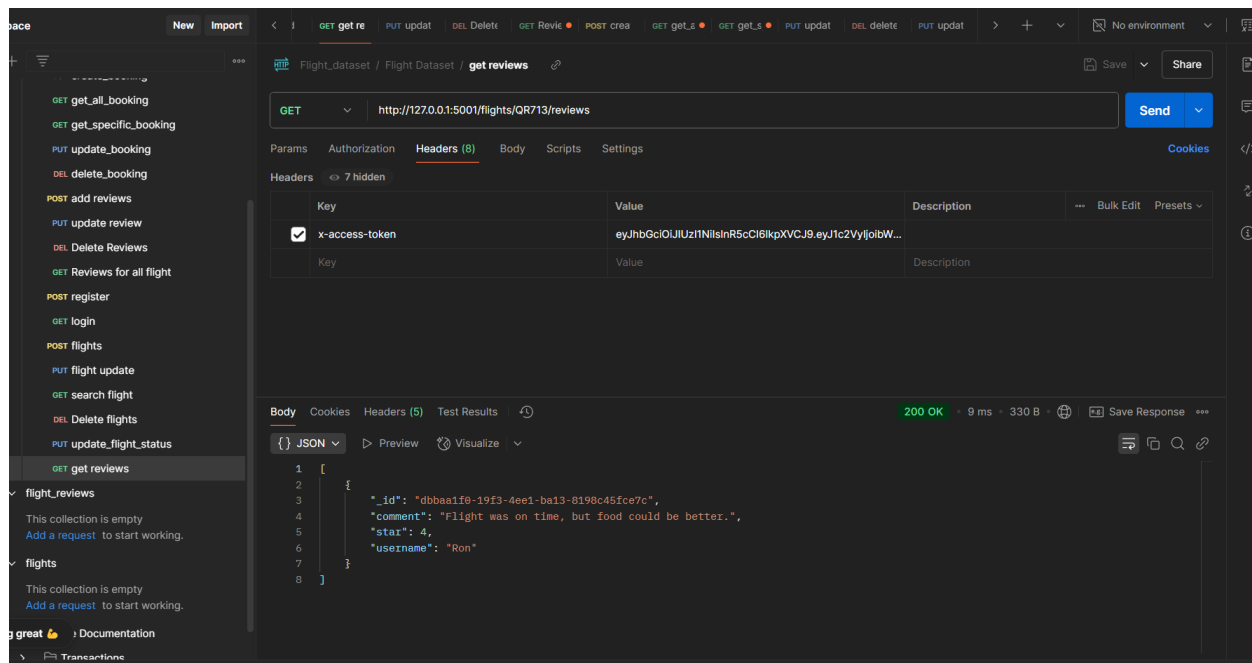 pace New Import
GET get re PUT updat DEL Delete GET Revie POST crea GET get_a GET get_s PUT updat DEL delete PUT updat No environment
Flight_dataset / Flight Dataset / get reviews Save Share
GET http://127.0.0.1:5001/flights/QR713/reviews Send
Params Authorization Headers (8) Body Scripts Settings Cookies
Headers 7 hidden
Key Value Description Bulk Edit Presets
x-access-token eyJhbGciOiJIUzI1NiIsInR5cCI6IkpXVCJ9.eyJ1c2VyIjoibW...
Key Value Description
GET get_all_booking
GET get_specific_booking
PUT update_booking
DEL delete_booking
POST add reviews
PUT update review
DEL Delete Reviews
GET Reviews for all flight
POST register
GET login
POST flights
PUT flight update
GET search flight
DEL Delete flights
PUT update_flight_status
GET get reviews
flight_reviews
This collection is empty
Add a request to start working.
flights
This collection is empty
Add a request to start working.
g great 💪 Documentation
Transactions
Body Cookies Headers (5) Test Results 200 OK 9 ms 330 B Save Response
{} JSON Preview Visualize
1 [
2 {
3 "_id": "dbbaa1f0-19f3-4ee1-ba13-8198c45fce7c",
4 "comment": "Flight was on time, but food could be better.",
5 "star": 4,
6 "username": "Ron"
7 }
8 ]